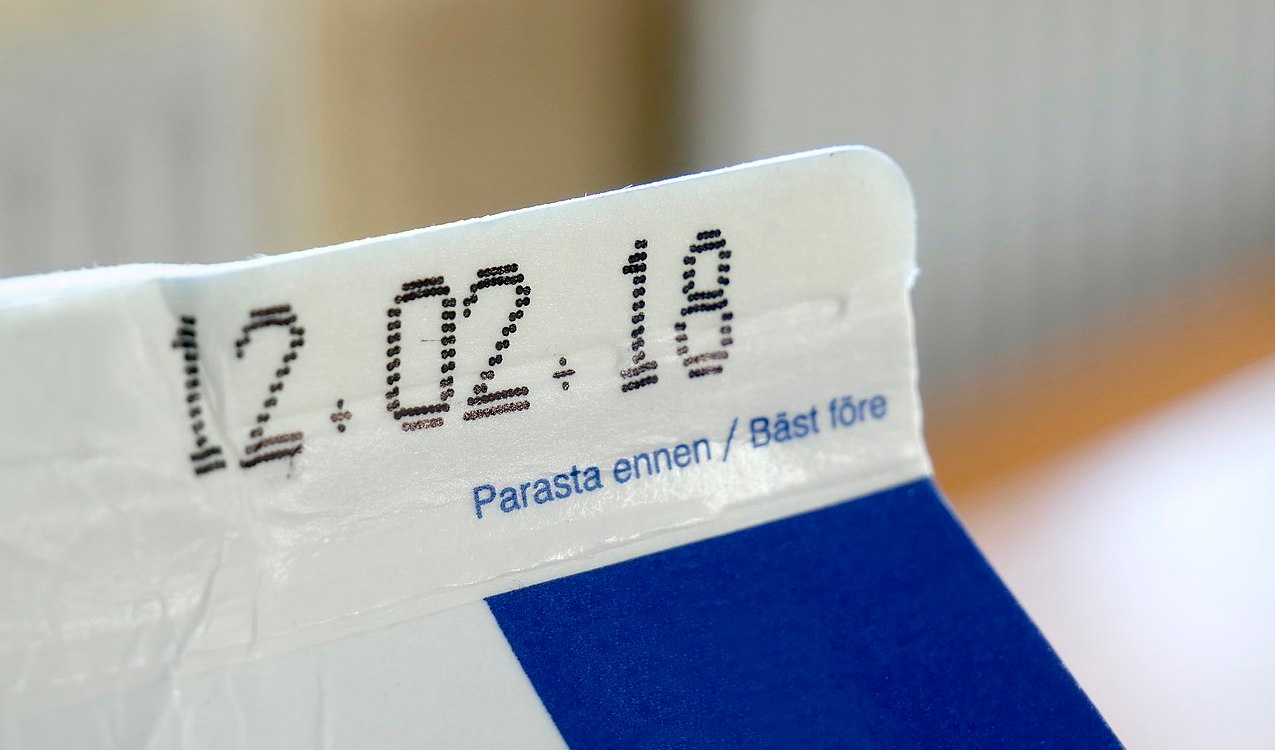 12.02.18
Parasta ennen / Bäst före